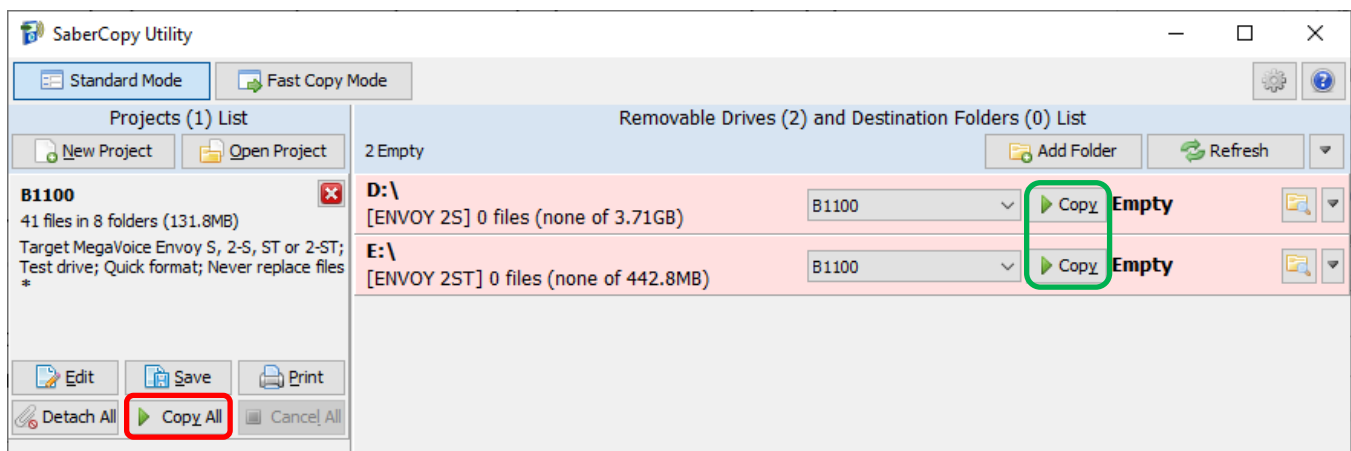 SaberCopy Utility
Standard Mode
Fast Copy Mode
Projects (1) List
Removable Drives (2) and Destination Folders (0) List
New Project
Open Project
2 Empty
Add Folder
Refresh
B1100
41 files in 8 folders (131.8MB)
Target MegaVoice Envoy S, 2-S, ST or 2-ST;
Test drive; Quick format; Never replace files
*
D:\
[ENVOY 2S] 0 files (none of 3.71GB)
B1100
Copy
Empty
E:\
[ENVOY 2ST] 0 files (none of 442.8MB)
B1100
Copy
Empty
Edit
Save
Print
Detach All
Copy All
Cancel All